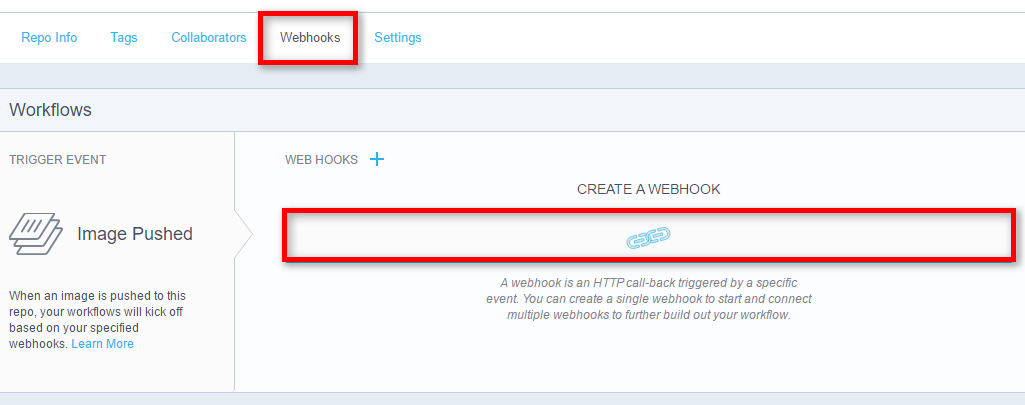 Repo Info Tags Collaborators Webhooks Settings
Workflows
TRIGGER EVENT
Image Pushed
When an image is pushed to this
repo, your workflows will kick off
based on your specified
webhooks. Learn More
WEB HOOKS +
CREATE A WEBHOOK
A webhook is an HTTP call-back triggered by a specific
event. You can create a single webhook to start and connect
multiple webhooks to further build out your workflow.